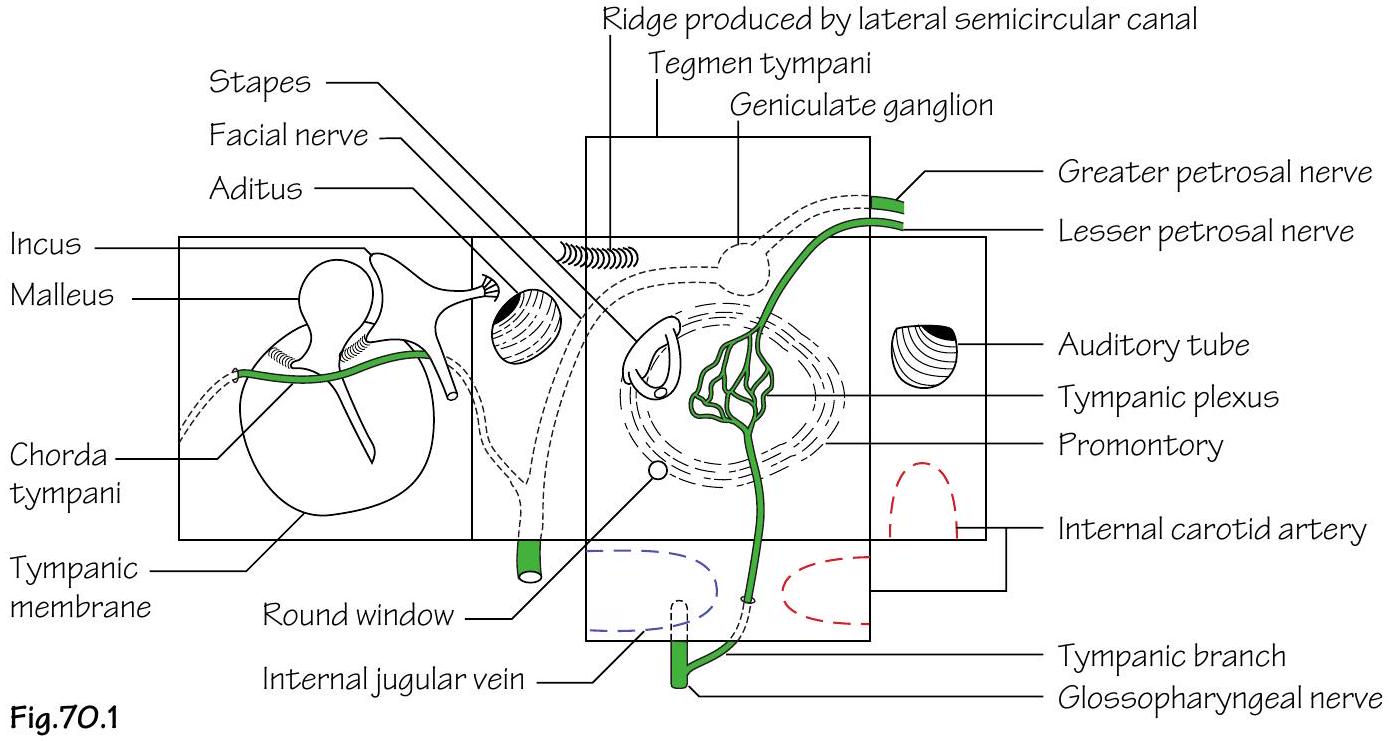 Ridge produced by lateral semicircular canal
Tegmen tympani
Geniculate ganglion
Stapes
Facial nerve
Aditus
Incus
Malleus
Chorda
tympani
Tympanic
membrane
Round window
Internal jugular vein
Greater petrosal nerve
Lesser petrosal nerve
Auditory tube
Tympanic plexus
Promontory
Internal carotid artery
Tympanic branch
Glossopharyngeal nerve
Fig.70.1